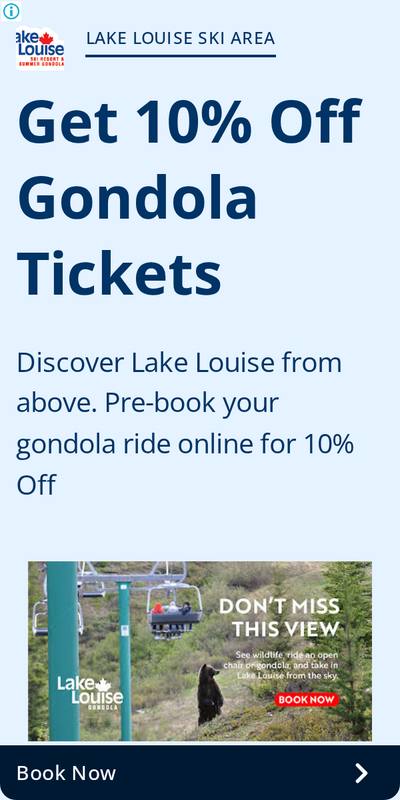 ake
Louise
SKI RESORT &
SUMMER GONDOLA
LAKE LOUISE SKI AREA
Get 10% Off
Gondola
Tickets
Discover Lake Louise from
above. Pre-book your
gondola ride online for 10%
Off
DON'T MISS
THIS VIEW
See wildlife, ride an open
chair or gondola, and take in
Lake Louise from the sky.
BOOK NOW
Lake
Louise
GONDOLA
Book Now